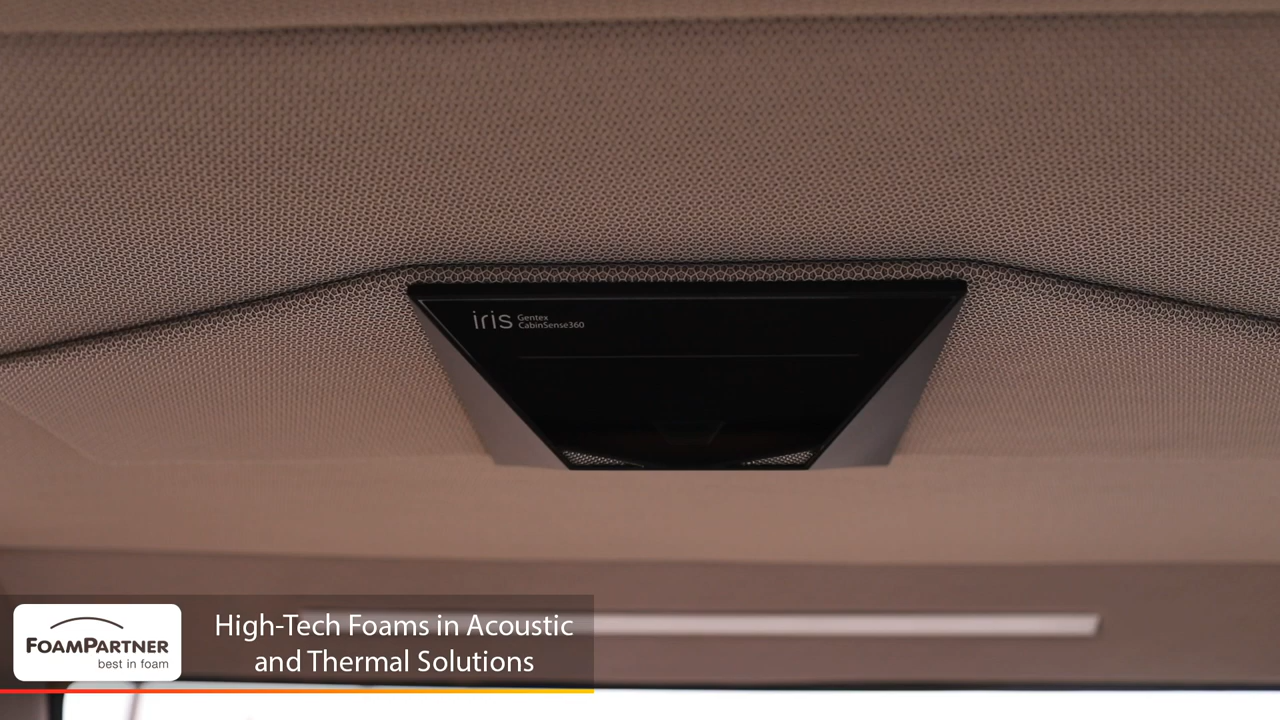 iris Gentex
CabinSense360
FOAMPARTNER
best in foam
High-Tech Foams in Acoustic
and Thermal Solutions